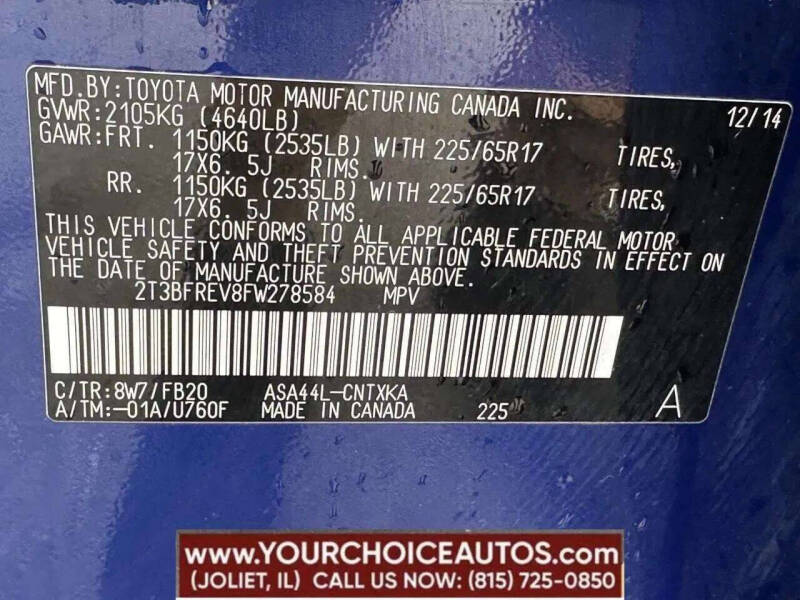 MFD.BY:TOYOTA MOTOR MANUFACTURING CANADA INC. 12/14
GVWR:2105KG (4640LB)
GAWR:FRT. 1150KG (2535LB) WITH 225/65R17 TIRES,
17X6. 5J RIMS.
RR. 1150KG (2535LB) WITH 225/65R17 TIRES,
17X6. 5J RIMS.
THIS VEHICLE CONFORMS TO ALL APPLICABLE FEDERAL MOTOR
VEHICLE SAFETY AND THEFT PREVENTION STANDARDS IN EFFECT ON
THE DATE OF MANUFACTURE SHOWN ABOVE.
2T3BFREV8FW278584 MPV
C/TR:8W7/FB20 ASA44L-CNTXKA
A/TM:-01A/U760F MADE IN CANADA 225 A
www.YOURCHOICEAUTOS.com
(JOLIET, IL) CALL US NOW: (815) 725-0850